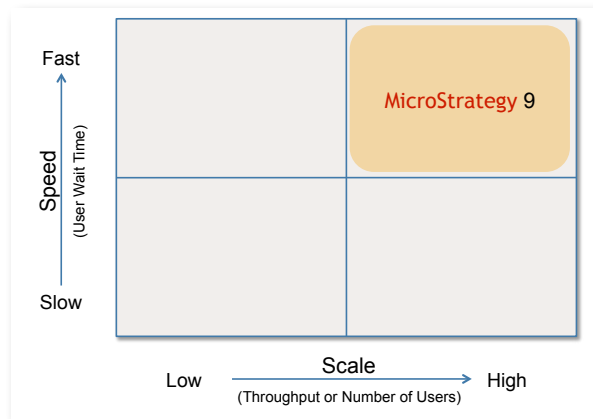 Fast
MicroStrategy 9
Speed
(User Wait Time)
Slow
Scale
Low
High
(Throughput or Number of Users)